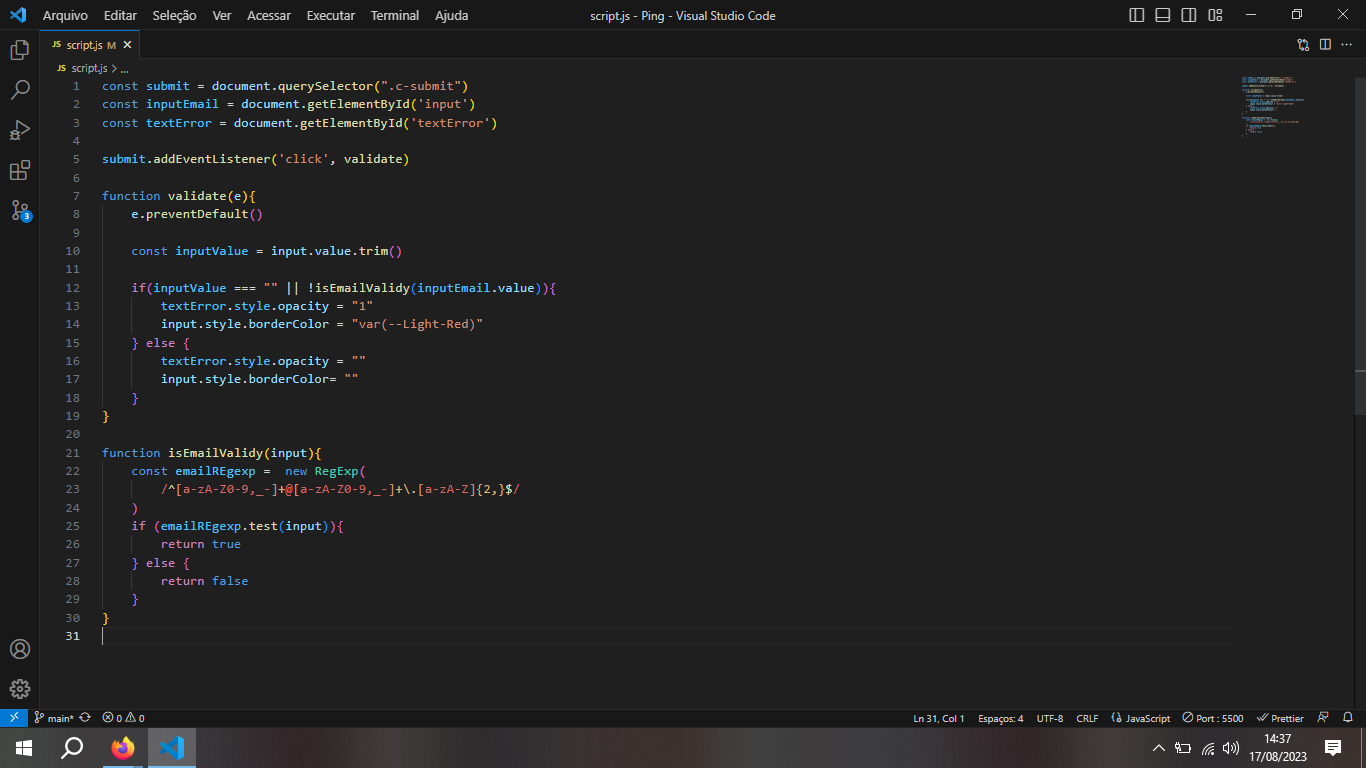 Arquivo Editar Seleção Ver Acessar Executar Terminal Ajuda script.js - Ping - Visual Studio Code
JS script.js M
JS script.js > ...
1 const submit = document.querySelector(".c-submit")
2 const inputEmail = document.getElementById('input')
3 const textError = document.getElementById('textError')
4
5 submit.addEventListener('click', validate)
6
7 function validate(e){
8     e.preventDefault()
9
10     const inputValue = input.value.trim()
11
12     if(inputValue === "" || !isEmailValidy(inputEmail.value)){
13         textError.style.opacity = "1"
14         input.style.borderColor = "var(--Light-Red)"
15     } else {
16         textError.style.opacity = ""
17         input.style.borderColor= ""
18     }
19 }
20
21 function isEmailValidy(input){
22     const emailREgexp =  new RegExp(
23         /^[a-zA-Z0-9,_-]+@[a-zA-Z0-9,_-]+\.[a-zA-Z]{2,}$/
24     )
25     if (emailREgexp.test(input)){
26         return true
27     } else {
28         return false
29     }
30 }
31
3
main* 0 0 Ln 31, Col 1 Espaços: 4 UTF-8 CRLF JavaScript Port : 5500 Prettier
14:37
17/08/2023